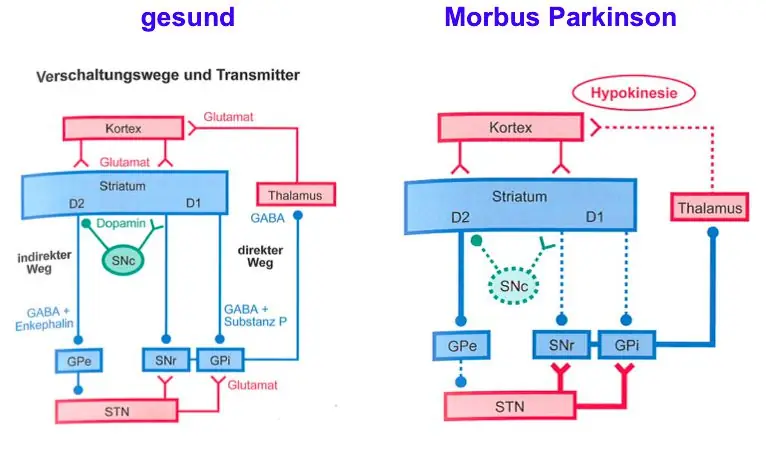 gesund
Verschaltungswege und Transmitter
Glutamat
Kortex
Glutamat
Striatum
D2
D1
Thalamus
GABA
Dopamin
SNc
indirekter
Weg
direkter
Weg
GABA +
Enkephalin
GABA +
Substanz P
GPe
SNr
GPi
Glutamat
STN
Morbus Parkinson
Hypokinesie
Kortex
Striatum
D2
D1
Thalamus
SNc
GPe
SNr
GPi
STN